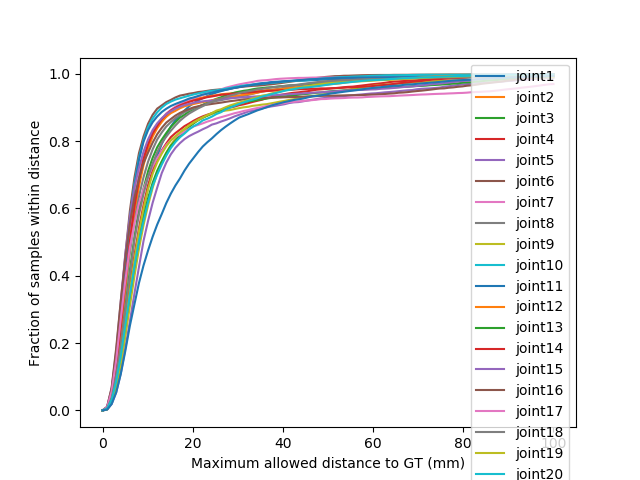 1.0
0.8
0.6
0.4
0.2
0.0
Fraction of samples within distance
0
20
40
60
80
100
Maximum allowed distance to GT (mm)
joint1
joint2
joint3
joint4
joint5
joint6
joint7
joint8
joint9
joint10
joint11
joint12
joint13
joint14
joint15
joint16
joint17
joint18
joint19
joint20